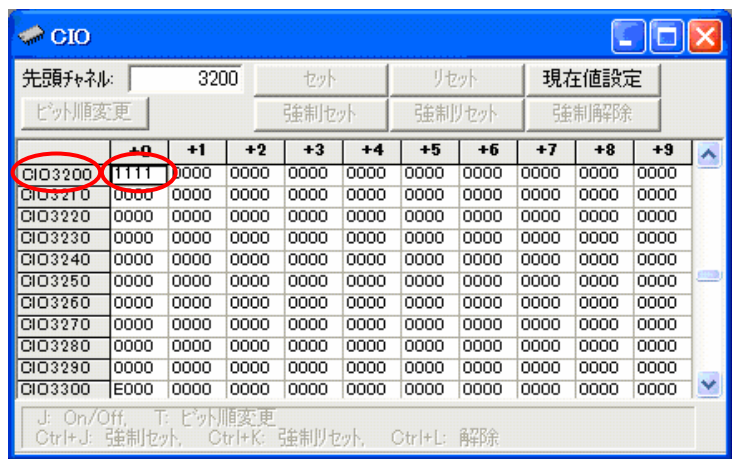 CIO
先頭ﾁｬﾈﾙ: 3200 ｾｯﾄ ﾘｾｯﾄ 現在値設定
ﾋﾞｯﾄ順変更 強制ｾｯﾄ 強制ﾘｾｯﾄ 強制解除
+0 +1 +2 +3 +4 +5 +6 +7 +8 +9
CIO3200 1111 0000 0000 0000 0000 0000 0000 0000 0000 0000
CIO3210 0000 0000 0000 0000 0000 0000 0000 0000 0000 0000
CIO3220 0000 0000 0000 0000 0000 0000 0000 0000 0000 0000
CIO3230 0000 0000 0000 0000 0000 0000 0000 0000 0000 0000
CIO3240 0000 0000 0000 0000 0000 0000 0000 0000 0000 0000
CIO3250 0000 0000 0000 0000 0000 0000 0000 0000 0000 0000
CIO3260 0000 0000 0000 0000 0000 0000 0000 0000 0000 0000
CIO3270 0000 0000 0000 0000 0000 0000 0000 0000 0000 0000
CIO3280 0000 0000 0000 0000 0000 0000 0000 0000 0000 0000
CIO3290 0000 0000 0000 0000 0000 0000 0000 0000 0000 0000
CIO3300 E000 0000 0000 0000 0000 0000 0000 0000 0000 0000
J: On/Off, T: ﾋﾞｯﾄ順変更
Ctrl+J: 強制ｾｯﾄ, Ctrl+K: 強制ﾘｾｯﾄ, Ctrl+L: 解除